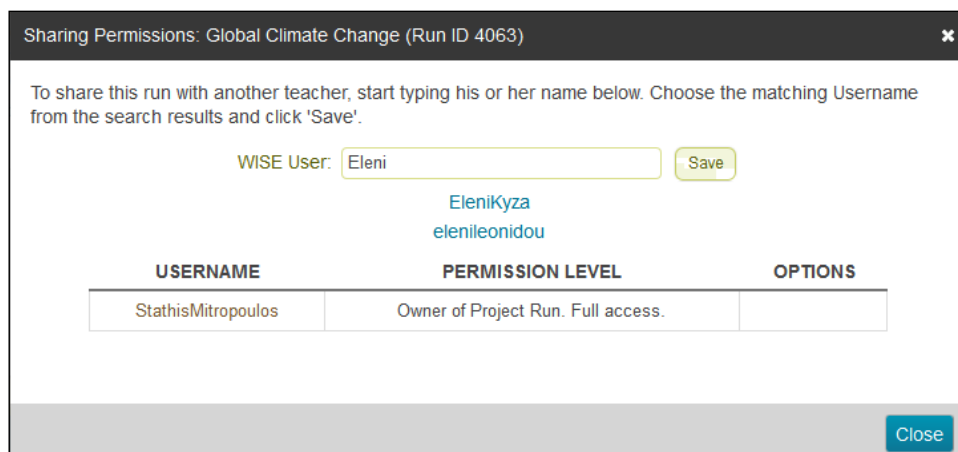 Sharing Permissions: Global Climate Change (Run ID 4063)
To share this run with another teacher, start typing his or her name below. Choose the matching Username
from the search results and click 'Save'.
WISE User: Eleni Save
EleniKyza
elenileonidou
USERNAME PERMISSION LEVEL OPTIONS
StathisMitropoulos Owner of Project Run. Full access.
Close